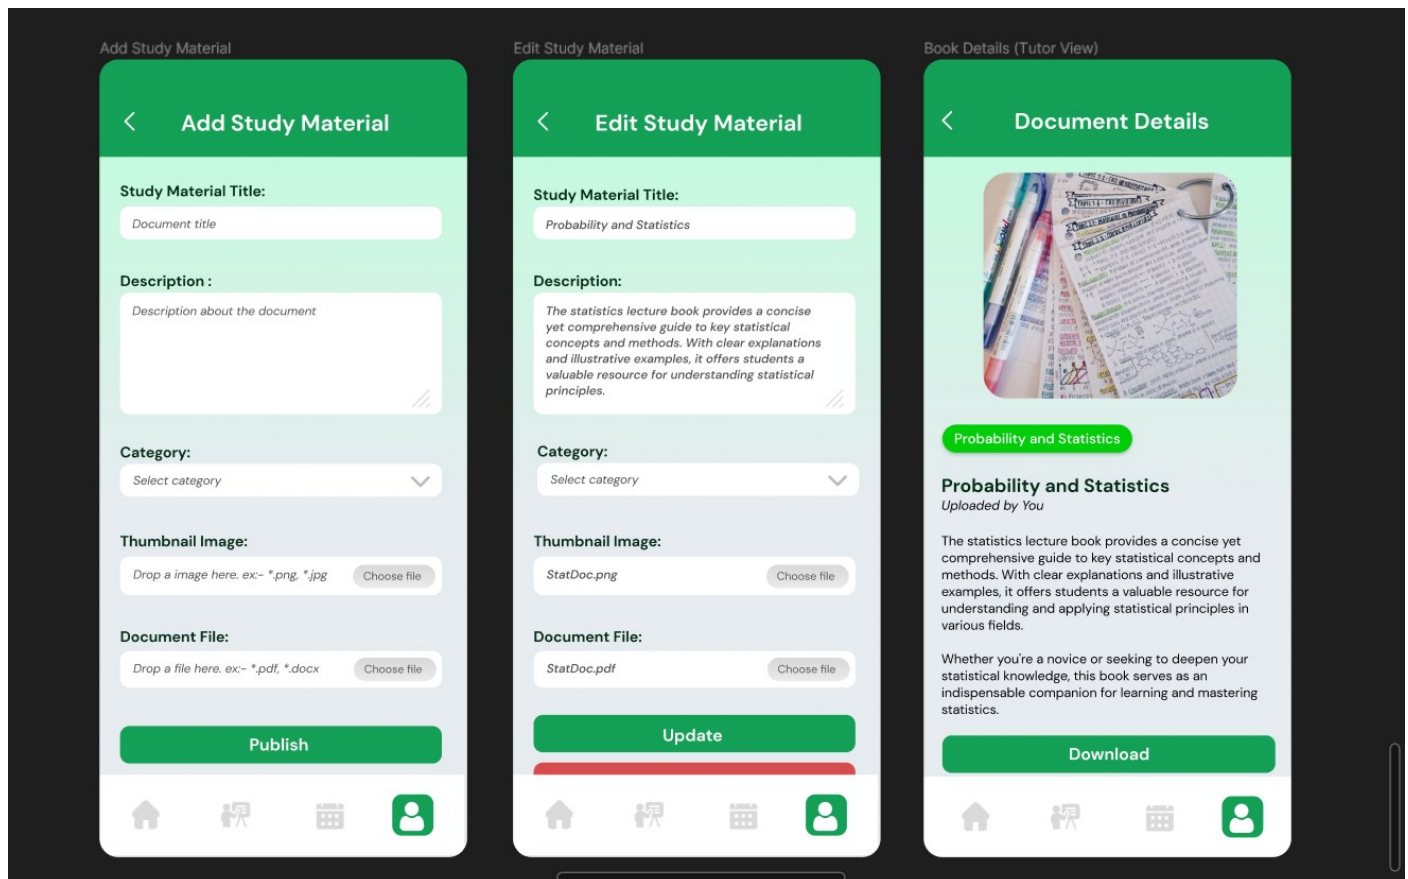 Add Study Material
Add Study Material
Study Material Title:
Document title
Description :
Description about the document
Category:
Select category
Thumbnail Image:
Drop a image here. ex:- *.png, *.jpg
Choose file
Document File:
Drop a file here. ex:- *.pdf, *.docx
Choose file
Publish
Edit Study Material
Edit Study Material
Study Material Title:
Probability and Statistics
Description:
The statistics lecture book provides a concise
yet comprehensive guide to key statistical
concepts and methods. With clear explanations
and illustrative examples, it offers students a
valuable resource for understanding statistical
principles.
Category:
Select category
Thumbnail Image:
StatDoc.png
Choose file
Document File:
StatDoc.pdf
Choose file
Update
Book Details (Tutor View)
Document Details
Probability and Statistics
Probability and Statistics
Uploaded by You
The statistics lecture book provides a concise yet
comprehensive guide to key statistical concepts and
methods. With clear explanations and illustrative
examples, it offers students a valuable resource for
understanding and applying statistical principles in
various fields.
Whether you're a novice or seeking to deepen your
statistical knowledge, this book serves as an
indispensable companion for learning and mastering
statistics.
Download